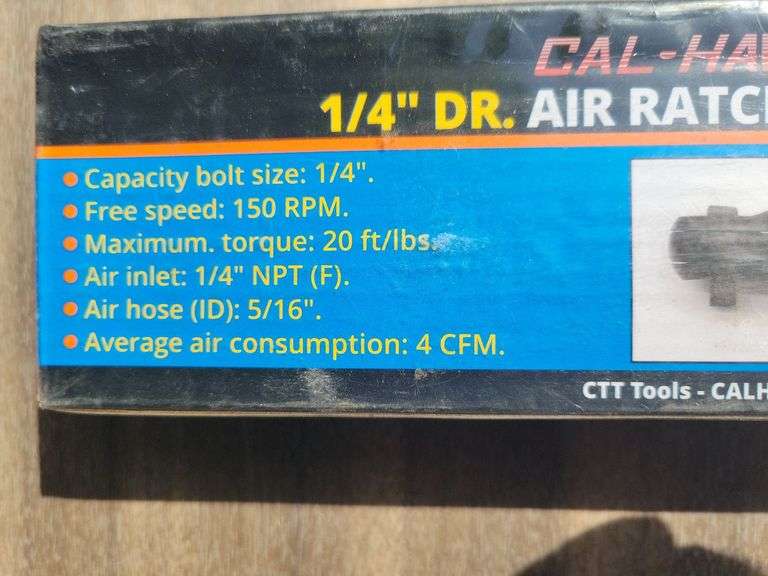 CAL-HA
1/4" DR. AIR RATC
• Capacity bolt size: 1/4".
• Free speed: 150 RPM.
• Maximum. torque: 20 ft/lbs.
• Air inlet: 1/4" NPT (F).
• Air hose (ID): 5/16".
• Average air consumption: 4 CFM.
CTT Tools - CALH